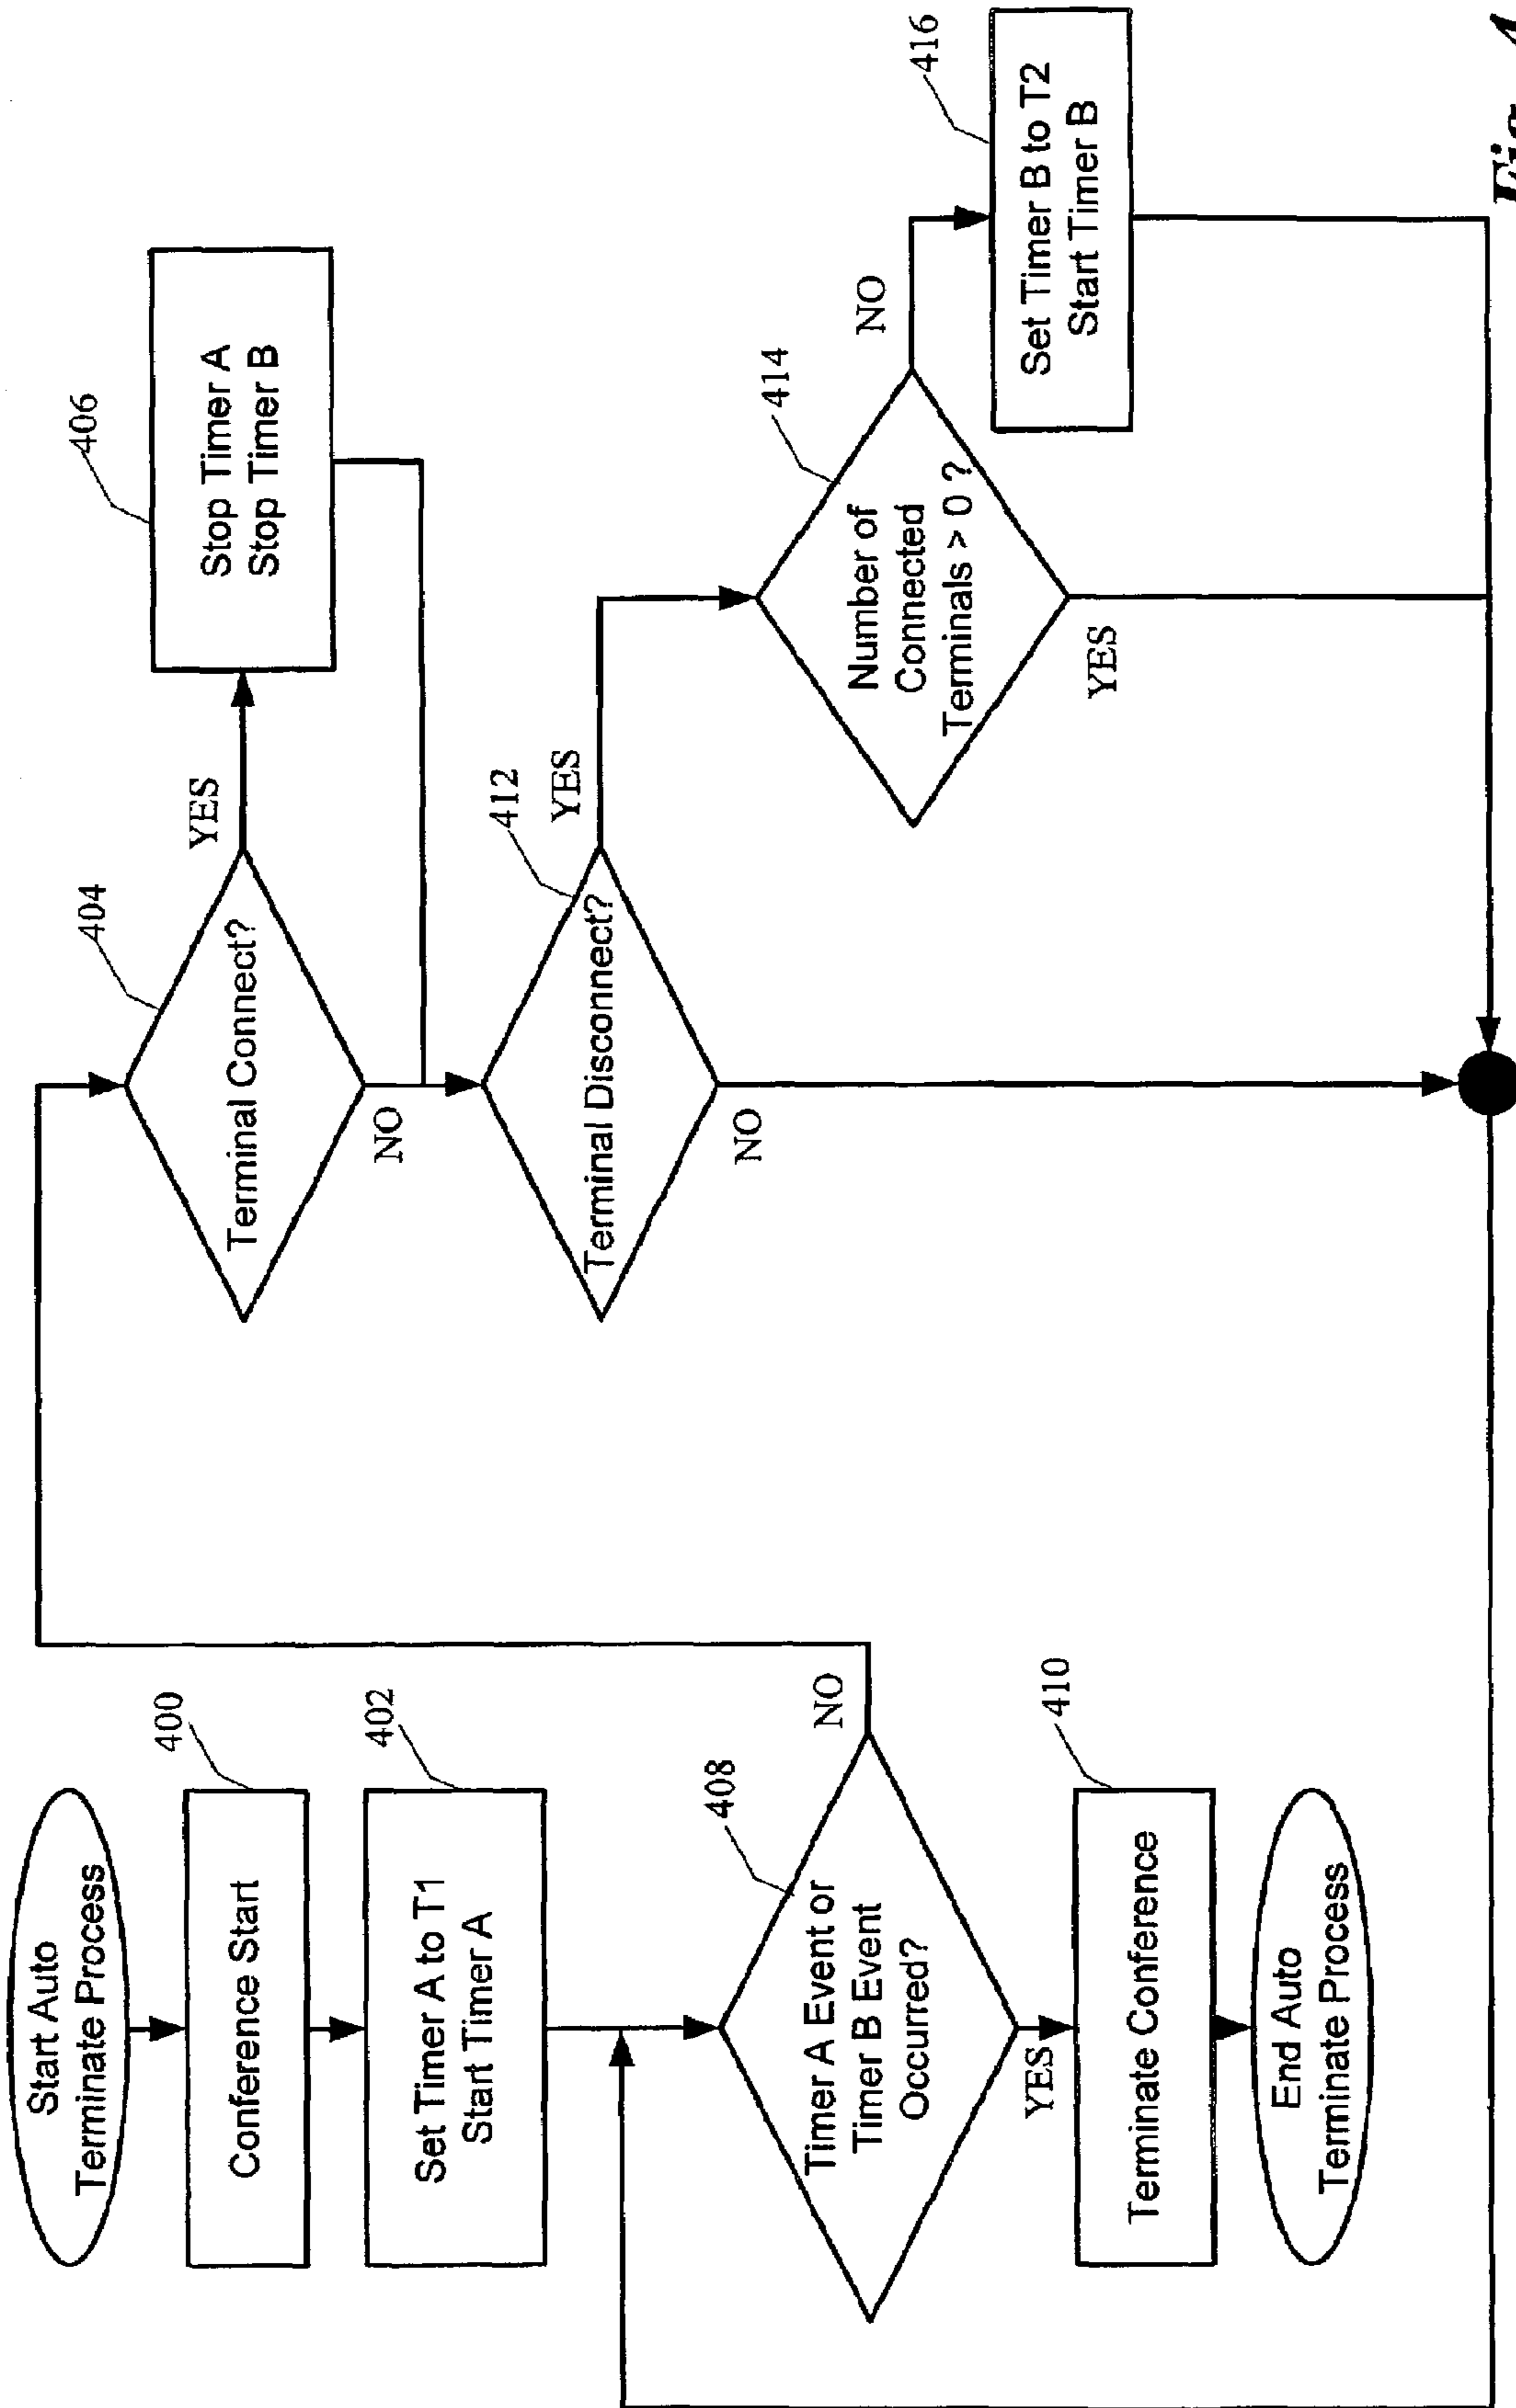 Start Auto
Terminate Process
400
Conference Start
402
Set Timer A to T1
Start Timer A
408
Timer A Event or
Timer B Event
Occurred?
NO
YES
410
Terminate Conference
End Auto
Terminate Process
404
Terminal Connect?
YES
NO
406
Stop Timer A
Stop Timer B
412
Terminal Disconnect?
YES
NO
414
Number of
Connected
Terminals > 0 ?
NO
YES
416
Set Timer B to T2
Start Timer B
Fig. 4